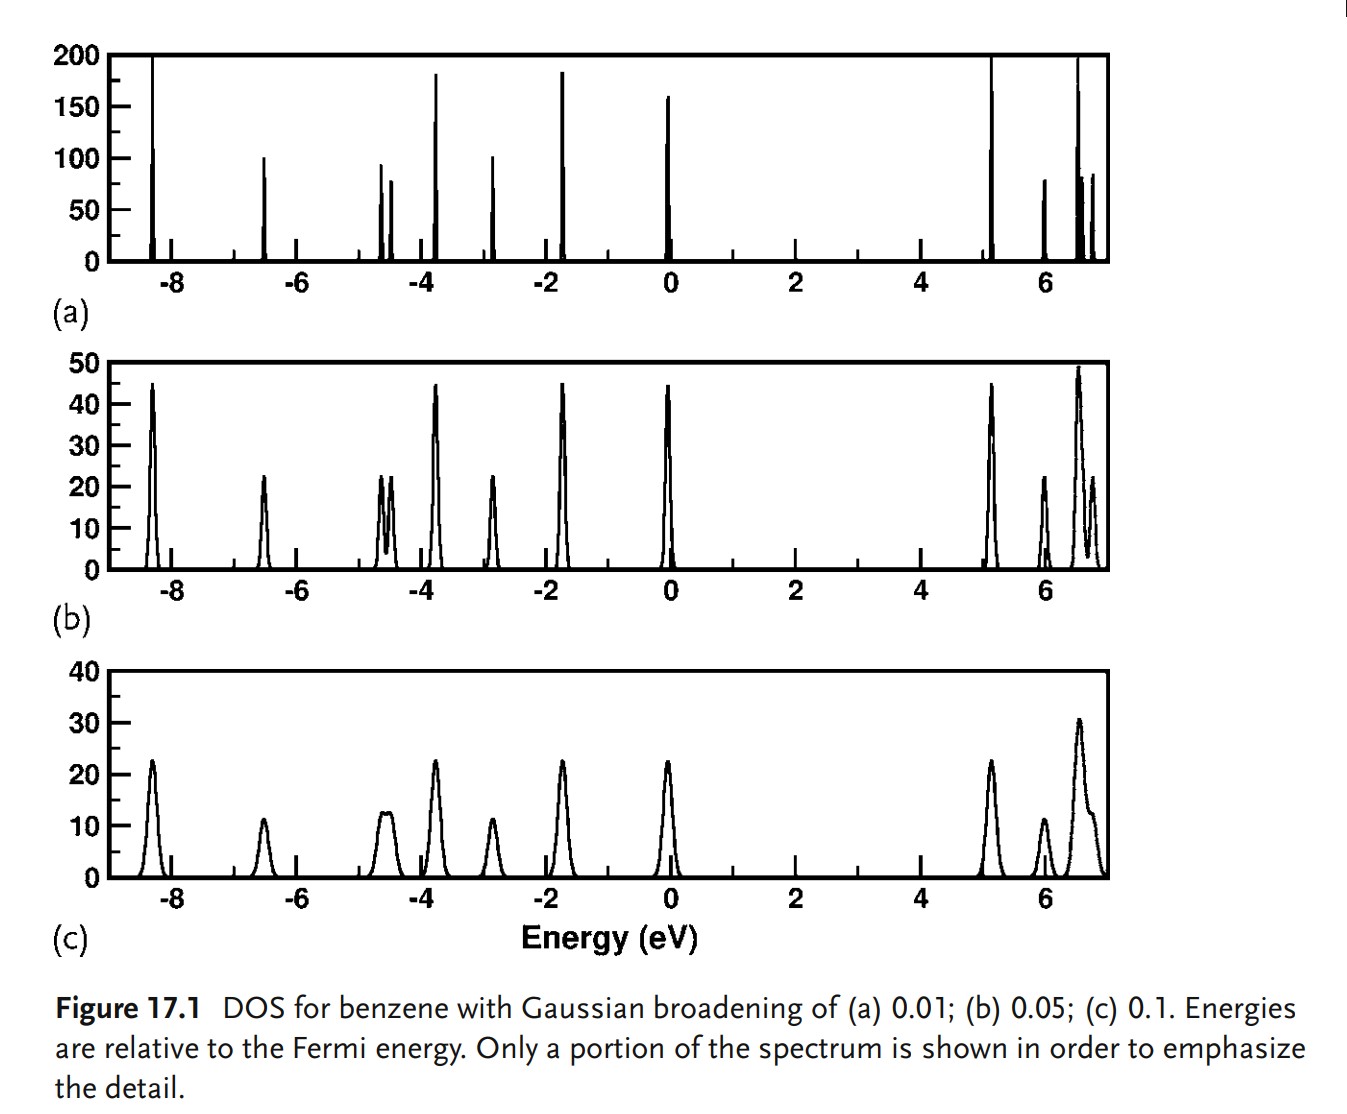 200
150
100
50
0
-8 -6 -4 -2 0 2 4 6
(a)
50
40
30
20
10
0
-8 -6 -4 -2 0 2 4 6
(b)
40
30
20
10
0
-8 -6 -4 -2 0 2 4 6
(c)
Energy (eV)
Figure 17.1 DOS for benzene with Gaussian broadening of (a) 0.01; (b) 0.05; (c) 0.1. Energies
are relative to the Fermi energy. Only a portion of the spectrum is shown in order to emphasize
the detail.